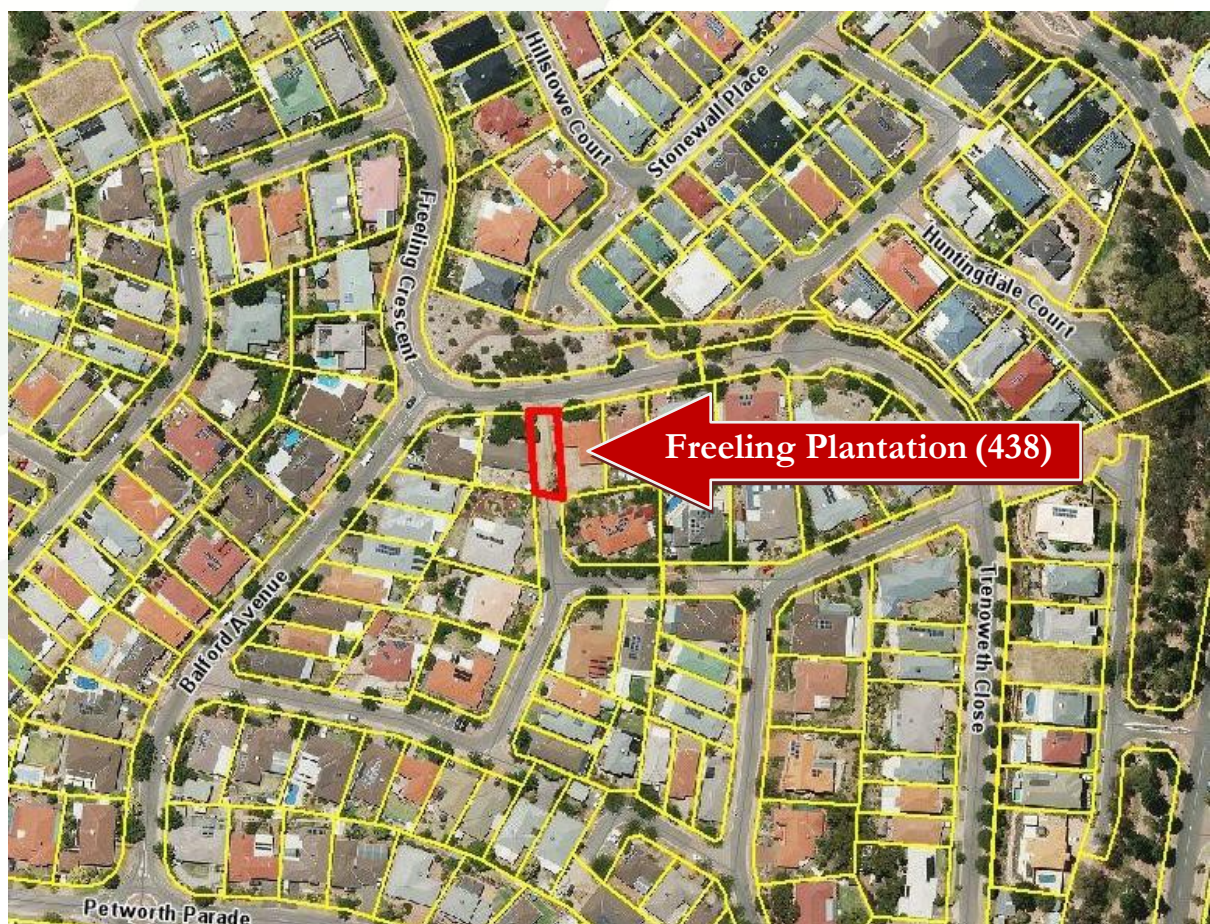 Hillstowe Court
Stonewall Place
Freeling Crescent
Huntingdale Court
Freeling Plantation (438)
Balford Avenue
Trenoweth Close
Petworth Parade